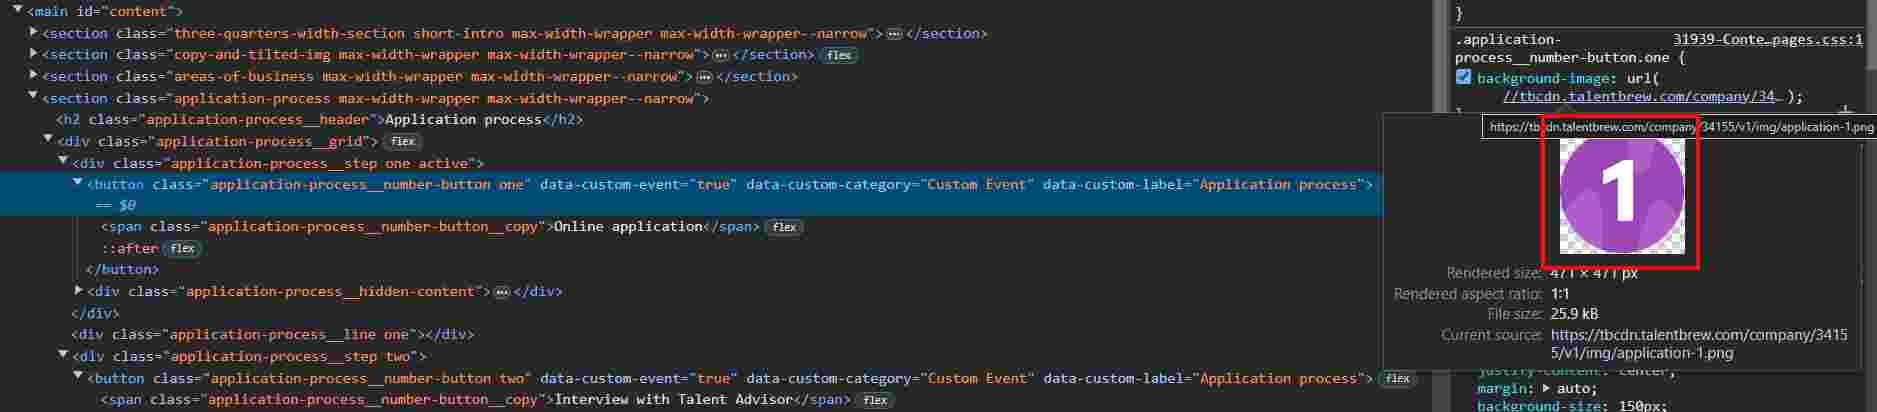 <main id="content">
<section class="three-quarters-width-section short-intro max-width-wrapper max-width-wrapper--narrow">…</section>
<section class="copy-and-tilted-img max-width-wrapper max-width-wrapper--narrow">…</section> flex
<section class="areas-of-business max-width-wrapper max-width-wrapper--narrow">…</section>
<section class="application-process max-width-wrapper max-width-wrapper--narrow">
<h2 class="application-process__header">Application process</h2>
<div class="application-process__grid"> flex
<div class="application-process__step one active">
<button class="application-process__number-button one" data-custom-event="true" data-custom-category="Custom Event" data-custom-label="Application process">
== $0
<span class="application-process__number-button__copy">Online application</span> flex
::after flex
</button>
<div class="application-process__hidden-content">…</div>
</div>
<div class="application-process__line one"></div>
<div class="application-process__step two">
<button class="application-process__number-button two" data-custom-event="true" data-custom-category="Custom Event" data-custom-label="Application process"> flex
<span class="application-process__number-button__copy">Interview with Talent Advisor</span> flex
}
.application- 31939-Conte…pages.css:1
process__number-button.one {
background-image: url(
//tbcdn.talentbrew.com/company/34… );
https://tbcdn.talentbrew.com/company/34155/v1/img/application-1.png
1
Rendered size: 471 × 471 px
Rendered aspect ratio: 1:1
File size: 25.9 kB
Current source: https://tbcdn.talentbrew.com/company/3415
5/v1/img/application-1.png
justify-content: center;
margin: auto;
background-size: 150px;